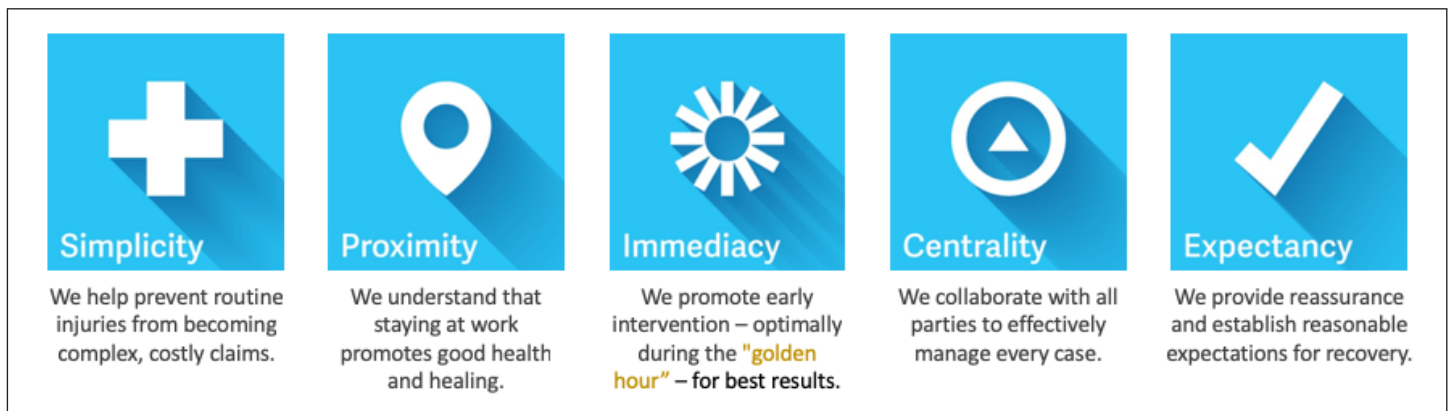 Simplicity
We help prevent routine
injuries from becoming
complex, costly claims.
Proximity
We understand that
staying at work
promotes good health
and healing.
Immediacy
We promote early
intervention – optimally
during the "golden
hour” – for best results.
Centrality
We collaborate with all
parties to effectively
manage every case.
Expectancy
We provide reassurance
and establish reasonable
expectations for recovery.